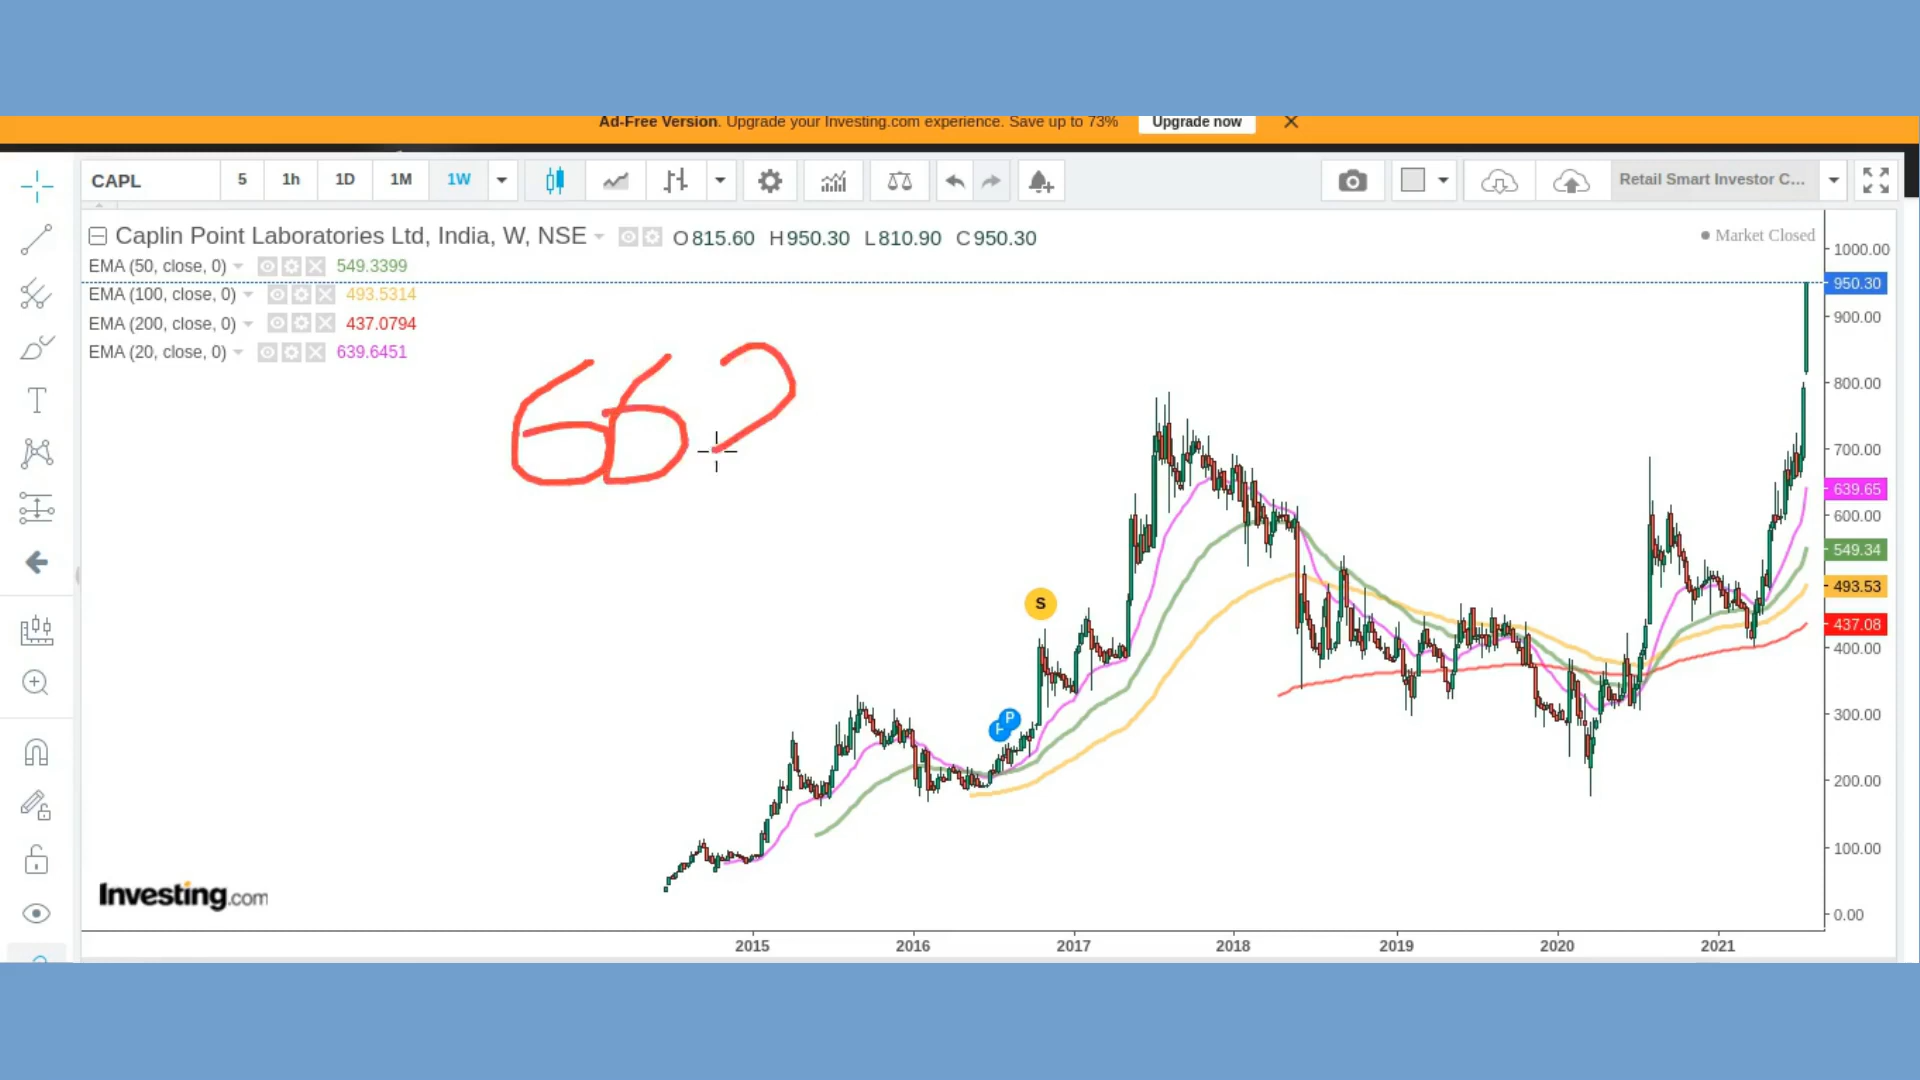 Ad-Free Version. Upgrade your Investing.com experience. Save up to 73% Upgrade now
CAPL 5 1h 1D 1M 1W Retail Smart Investor C...
Caplin Point Laboratories Ltd, India, W, NSE O815.60 H950.30 L810.90 C950.30
Market Closed
EMA (50, close, 0) 549.3399
EMA (100, close, 0) 493.5314
EMA (200, close, 0) 437.0794
EMA (20, close, 0) 639.6451
66
1000.00
950.30
900.00
800.00
700.00
639.65
600.00
549.34
493.53
437.08
400.00
300.00
200.00
100.00
0.00
S
P
Investing.com
2015 2016 2017 2018 2019 2020 2021